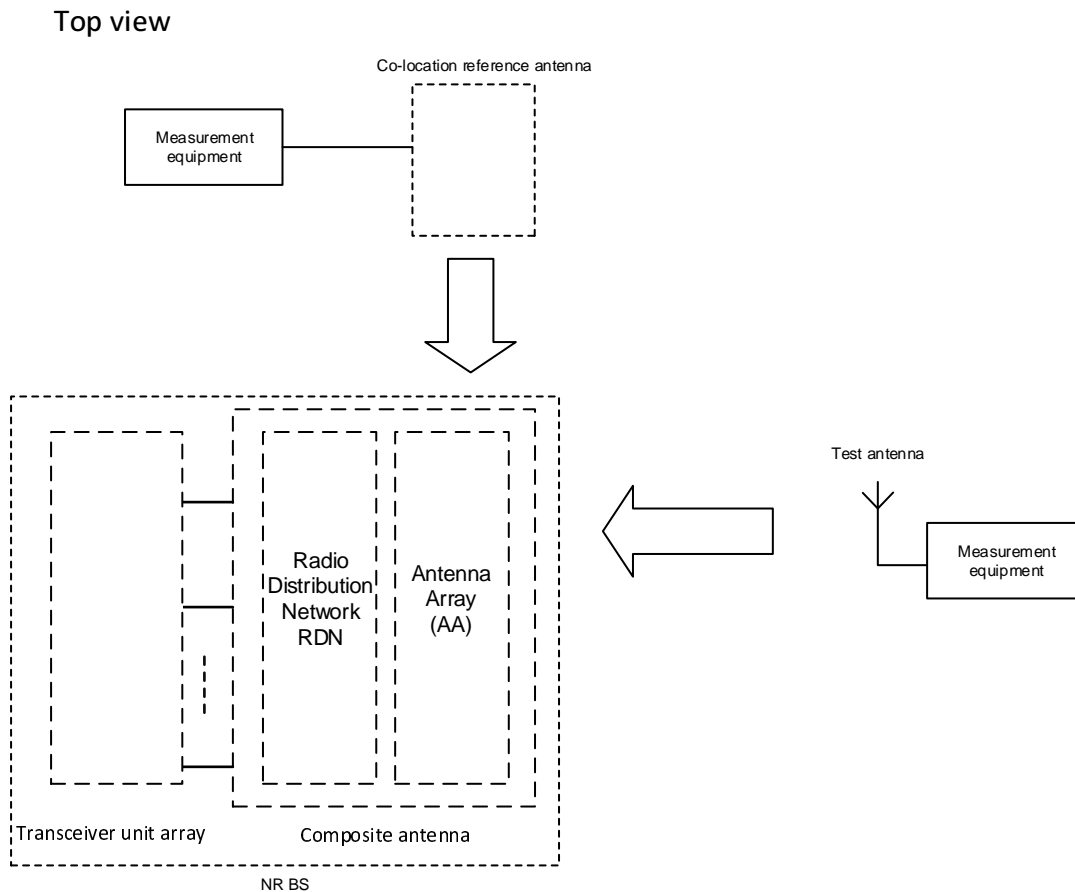 Top view
Co-location reference antenna
Measurement
equipment
Test antenna
Measurement
equipment
Radio
Distribution
Network
RDN
Antenna
Array
(AA)
Transceiver unit array
Composite antenna
NR BS